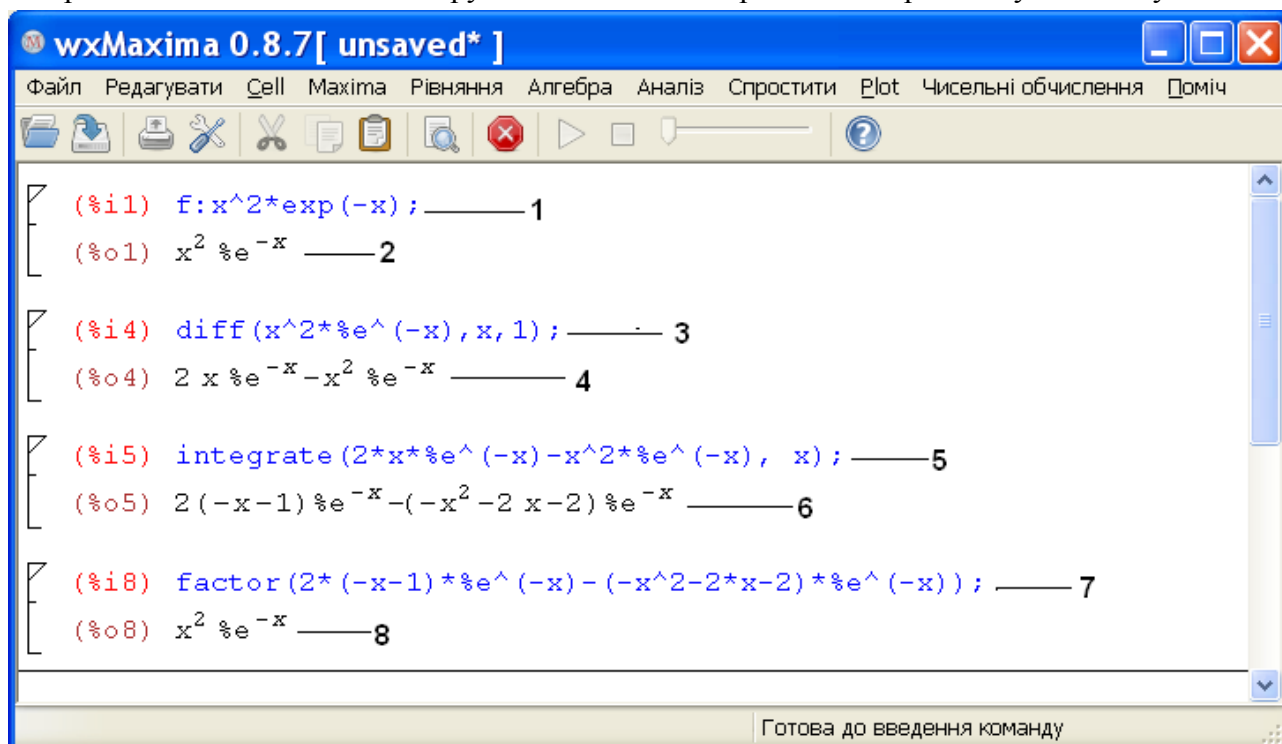 wxMaxima 0.8.7[ unsaved* ]
Файл Редагувати Cell Maxima Рівняння Алгебра Аналіз Спростити Plot Чисельні обчислення Поміч
(%i1) f:x^2*exp(-x); 1
(%o1) x² %e⁻ˣ 2
(%i4) diff(x^2*%e^(-x),x,1); 3
(%o4) 2 x %e⁻ˣ-x² %e⁻ˣ 4
(%i5) integrate(2*x*%e^(-x)-x^2*%e^(-x), x); 5
(%o5) 2(-x-1)%e⁻ˣ-(-x²-2 x-2)%e⁻ˣ 6
(%i8) factor(2*(-x-1)*%e^(-x)-(-x^2-2*x-2)*%e^(-x)); 7
(%o8) x² %e⁻ˣ 8
Готова до введення команду